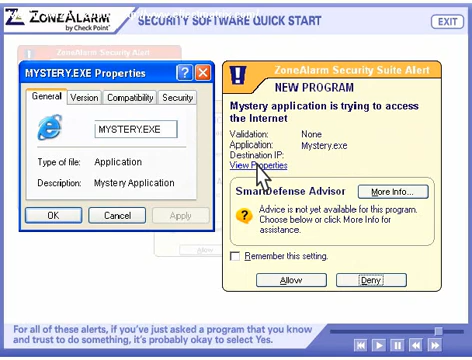 ZONEALARM
by Check Point
SECURITY SOFTWARE QUICK START
EXIT
ZoneAlarm Security Alert
MYSTERY.EXE Properties
General
Version
Compatibility
Security
MYSTERY.EXE
Type of file: Application
Description: Mystery Application
OK
Cancel
Apply
ZoneAlarm Security Suite Alert
NEW PROGRAM
Mystery application is trying to access
the Internet
Validation: None
Application: Mystery.exe
Destination IP:
View Properties
SmartDefense Advisor
More Info...
Advice is not yet available for this program.
Choose below or click More Info for
assistance.
Remember this setting.
Allow
Deny
Allow
For all of these alerts, if you've just asked a program that you know
and trust to do something, it's probably okay to select Yes.